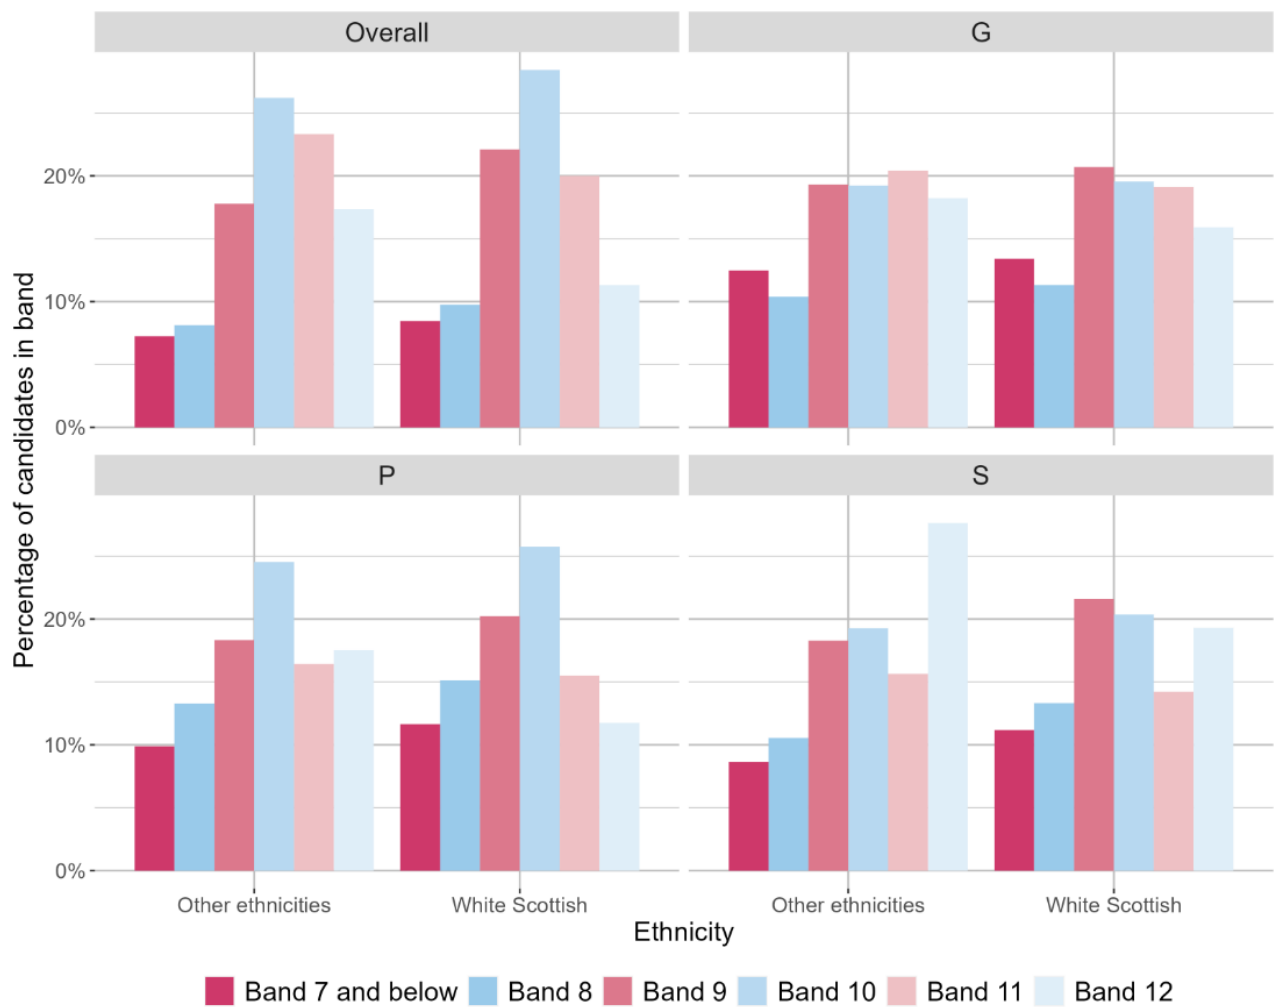 Overall
G
20%
10%
0%
P
S
20%
10%
0%
Percentage of candidates in band
Other ethnicities
White Scottish
Other ethnicities
White Scottish
Ethnicity
Band 7 and below
Band 8
Band 9
Band 10
Band 11
Band 12